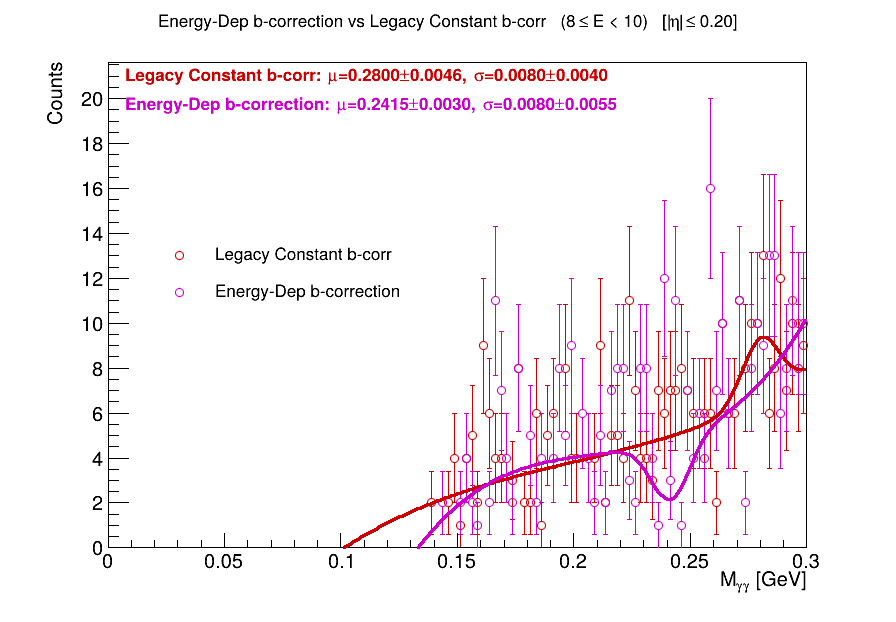 Energy-Dep b-correction vs Legacy Constant b-corr (8 ≤ E < 10) [|η| ≤ 0.20]
Counts
Legacy Constant b-corr: μ=0.2800±0.0046, σ=0.0080±0.0040
Energy-Dep b-correction: μ=0.2415±0.0030, σ=0.0080±0.0055
20
18
16
14
12
10
8
6
4
2
0
Legacy Constant b-corr
Energy-Dep b-correction
0 0.05 0.1 0.15 0.2 0.25 0.3
Mγγ [GeV]